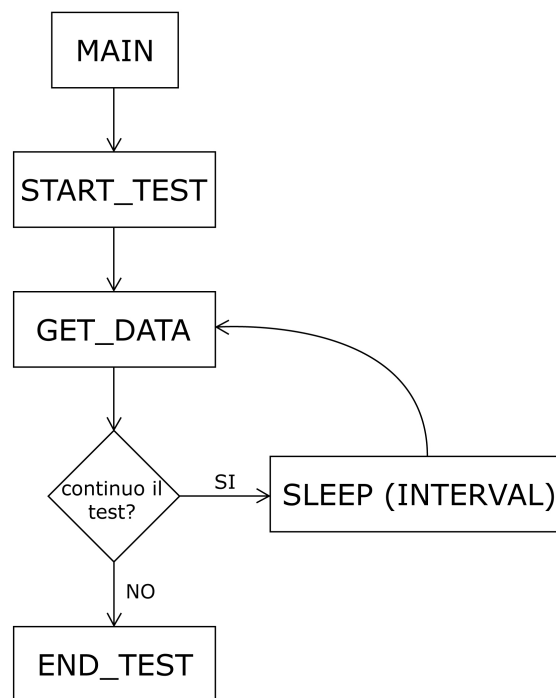 MAIN
START_TEST
GET_DATA
continuo il
test?
SI
SLEEP (INTERVAL)
NO
END_TEST